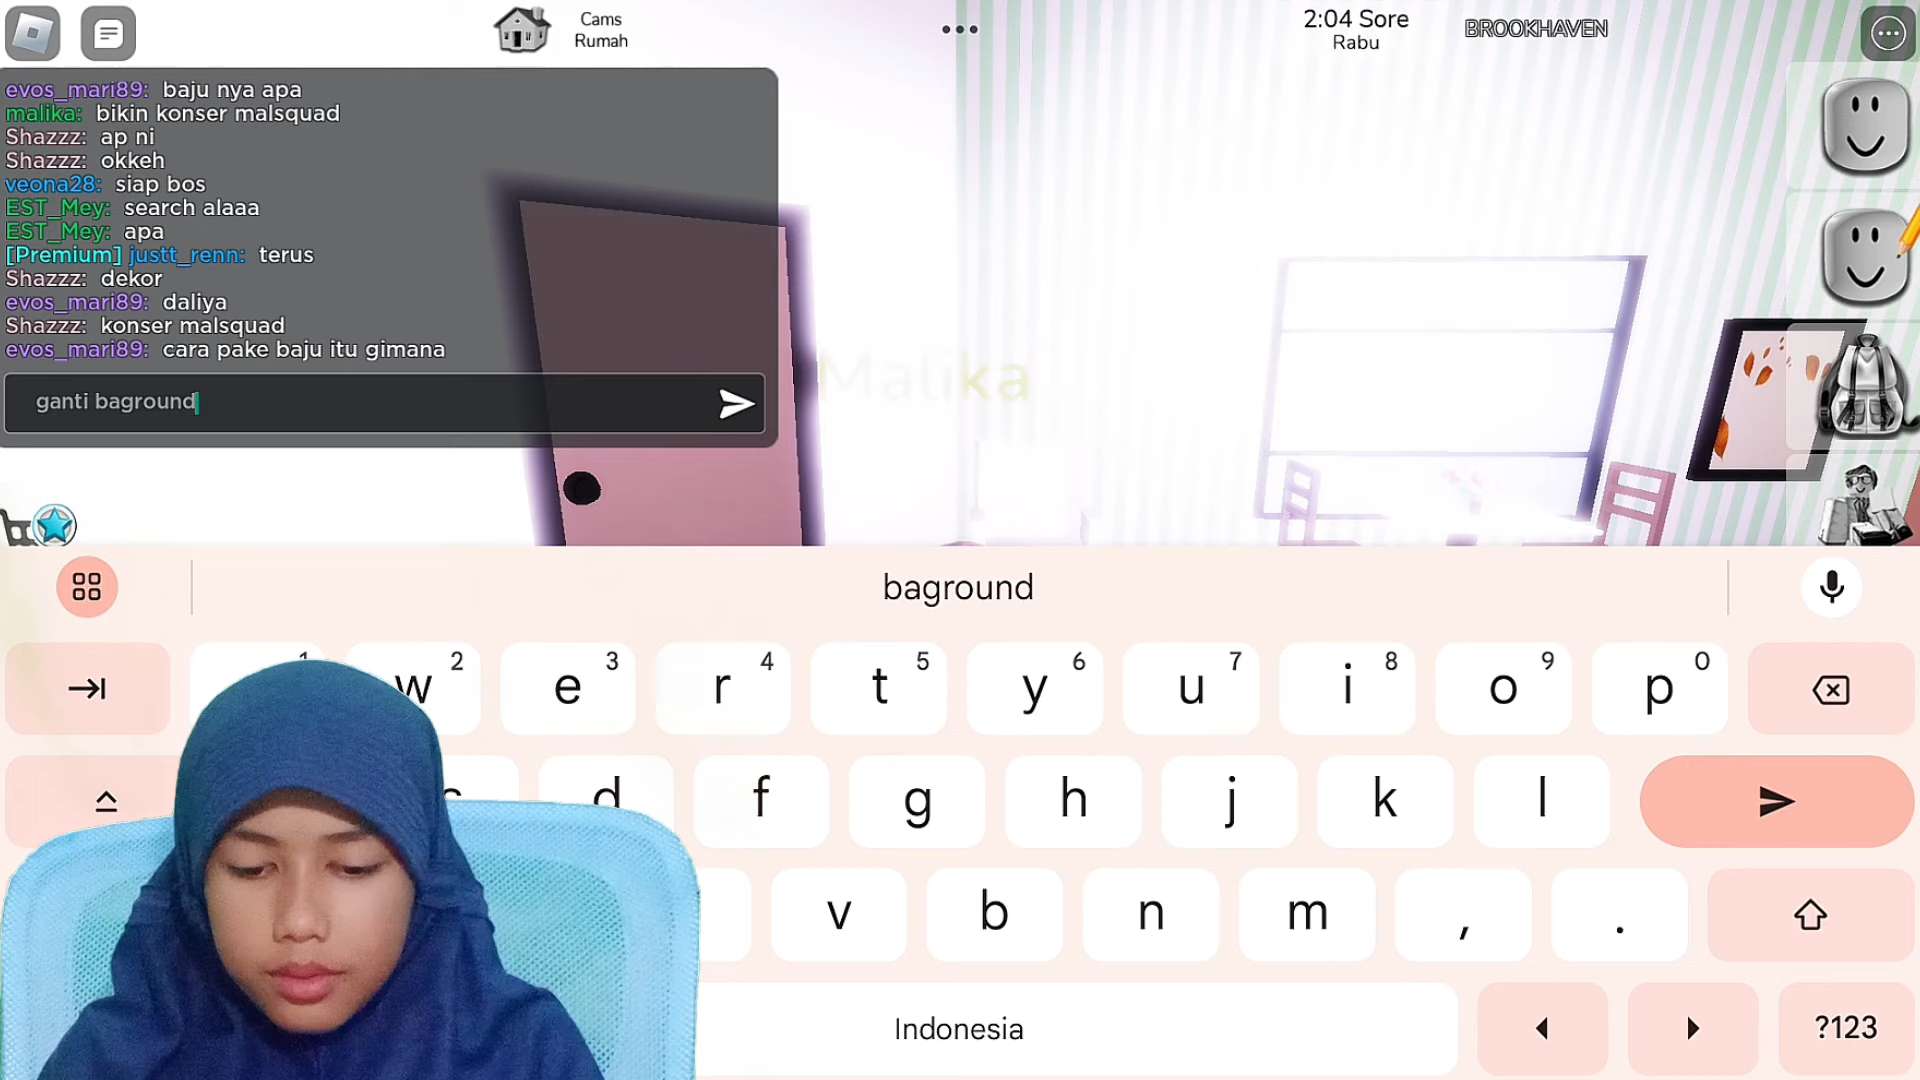 Cams
Rumah
2:04 Sore
Rabu
BROOKHAVEN
evos_mari89: baju nya apa
malika: bikin konser malsquad
Shazzz: ap ni
Shazzz: okkeh
veona28: siap bos
EST_Mey: search alaaa
EST_Mey: apa
[Premium] justt_renn: terus
Shazzz: dekor
evos_mari89: daliya
Shazzz: konser malsquad
evos_mari89: cara pake baju itu gimana
ganti baground
Malika
baground
1 2 3 4 5 6 7 8 9 0
w e r t y u i o p
d f g h j k l
v b n m , .
Indonesia
?123